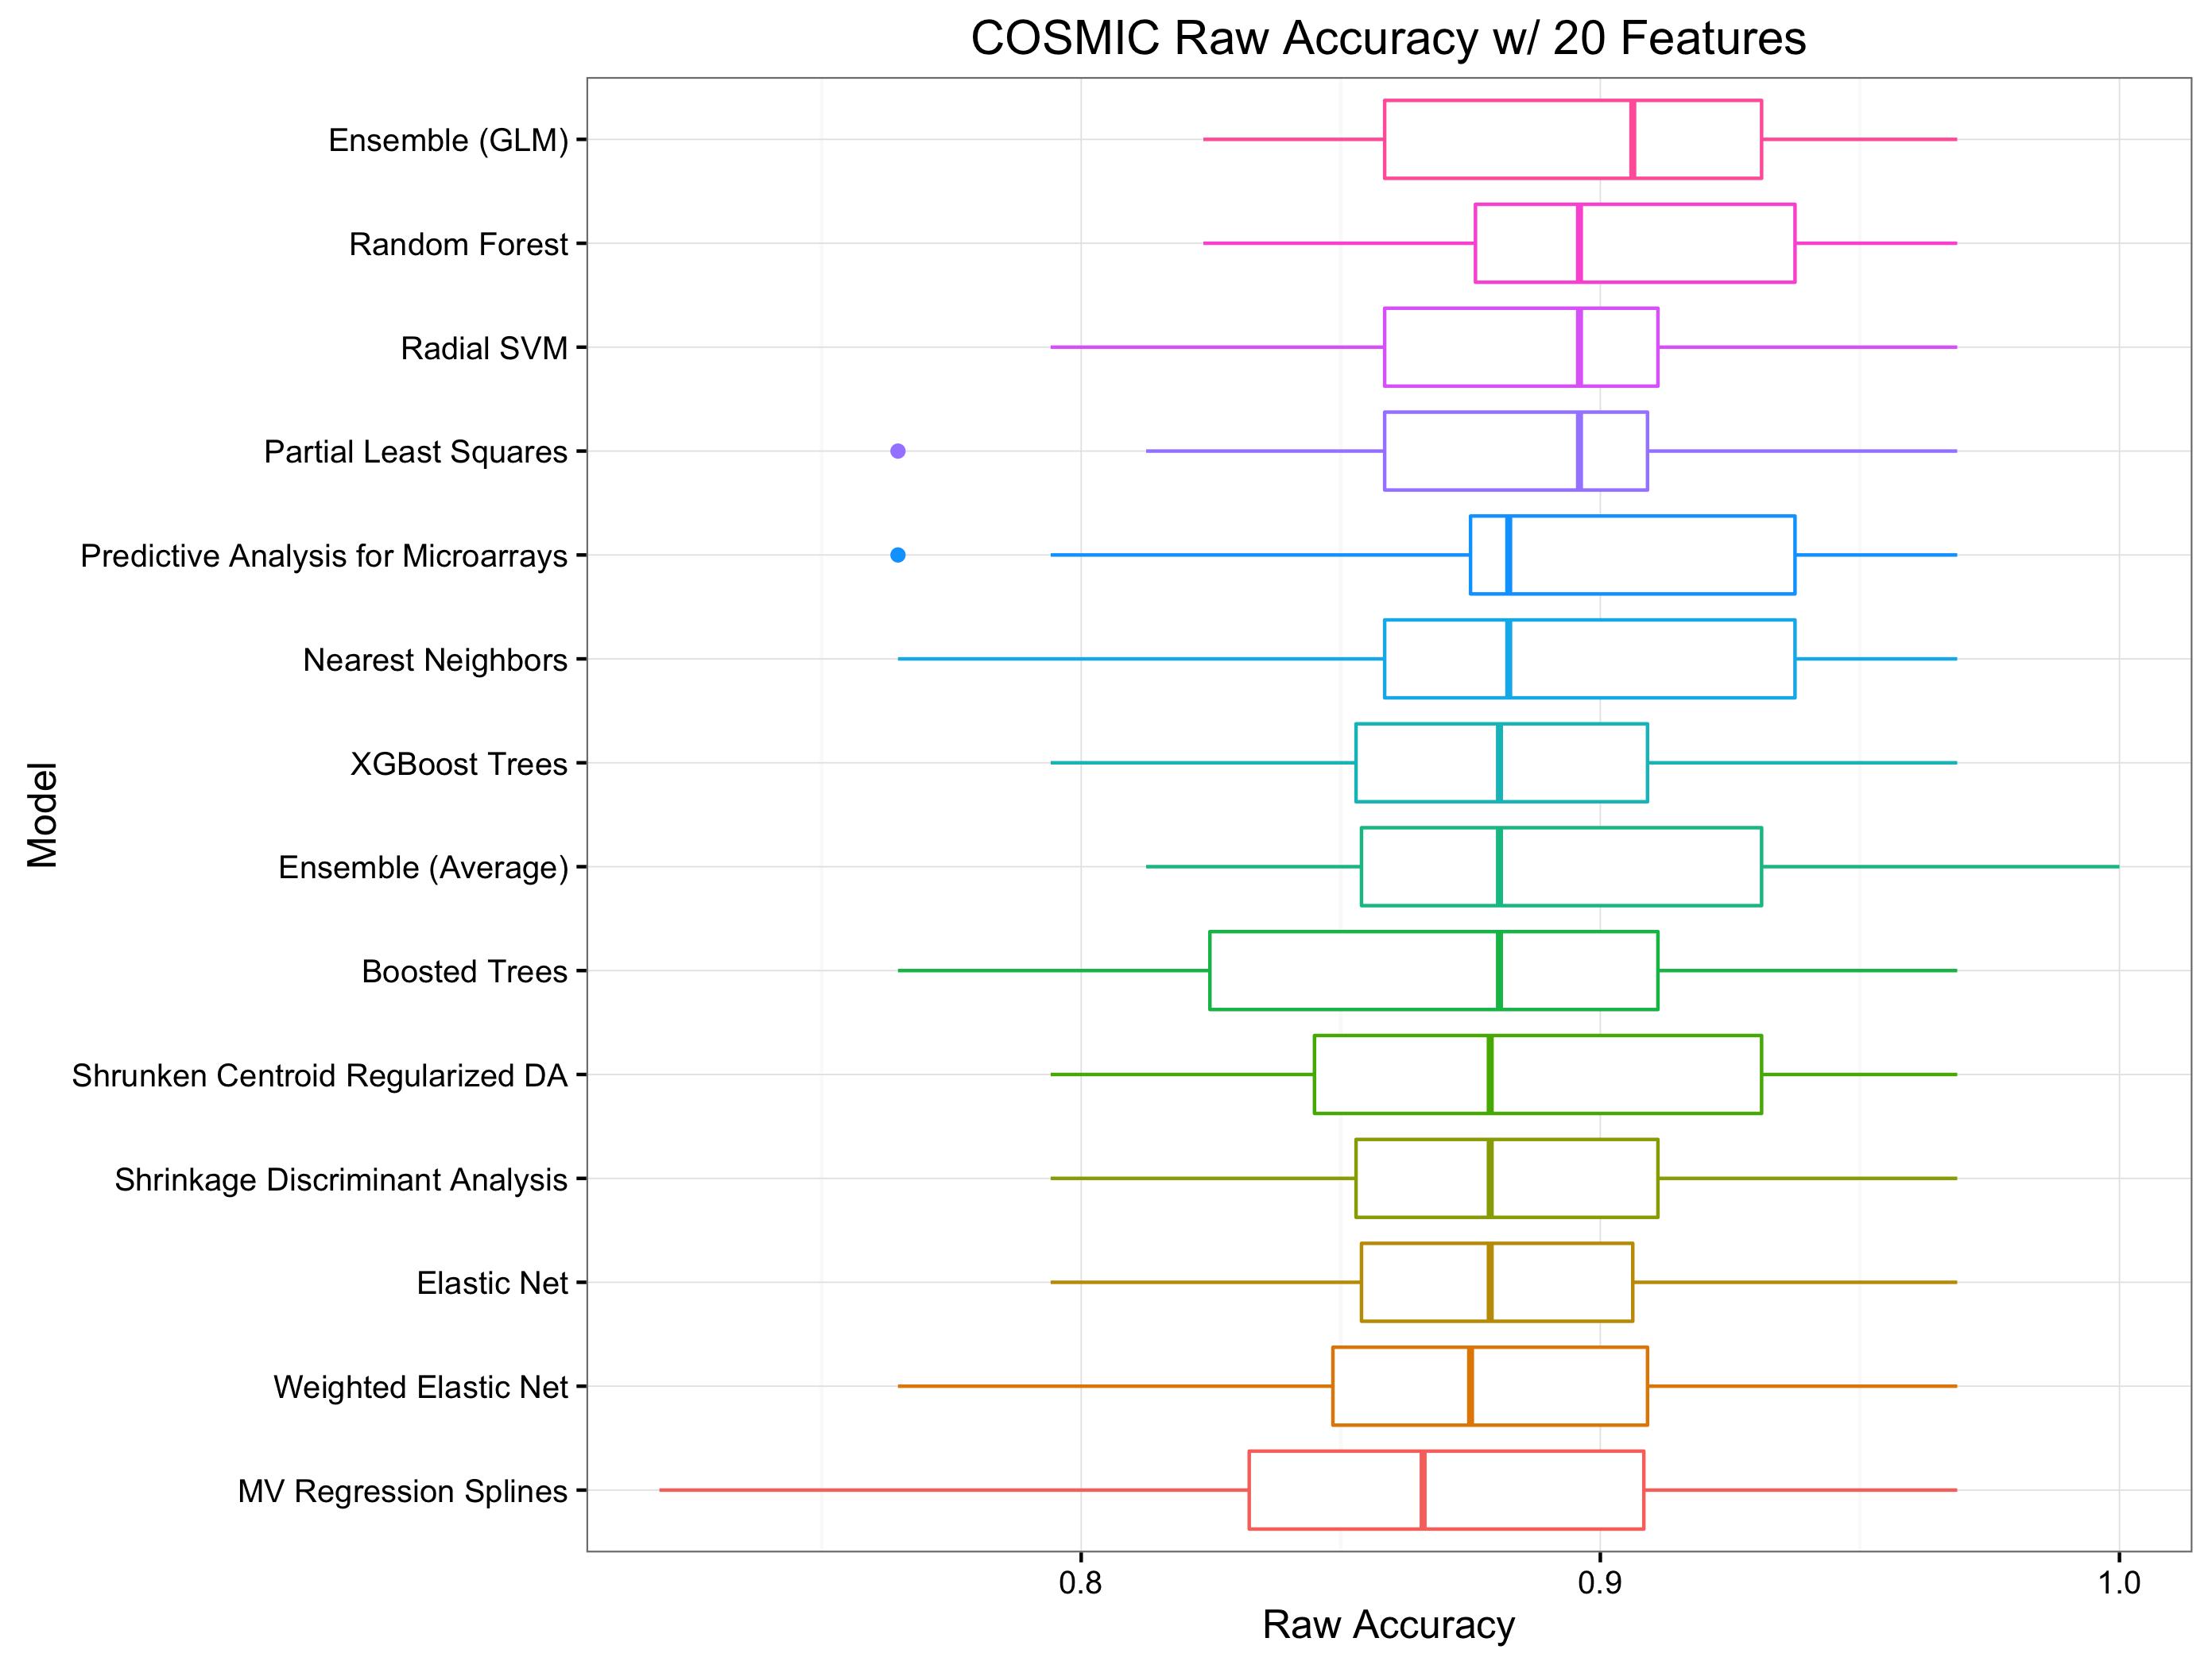 COSMIC Raw Accuracy w/ 20 Features
Model
Ensemble (GLM)
Random Forest
Radial SVM
Partial Least Squares
Predictive Analysis for Microarrays
Nearest Neighbors
XGBoost Trees
Ensemble (Average)
Boosted Trees
Shrunken Centroid Regularized DA
Shrinkage Discriminant Analysis
Elastic Net
Weighted Elastic Net
MV Regression Splines
0.8 0.9 1.0
Raw Accuracy